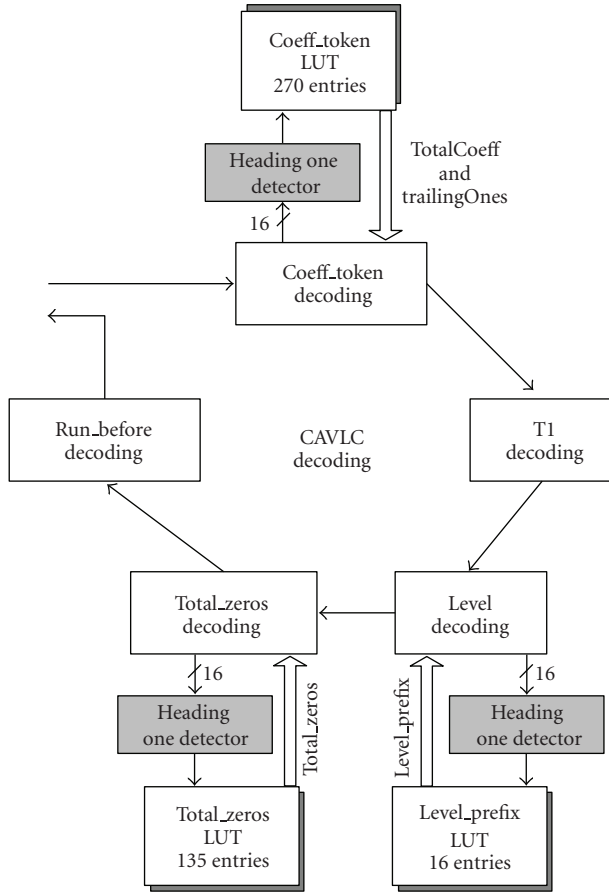 Coeff_token
LUT
270 entries
Heading one
detector
TotalCoeff
and
trailingOnes
16
Coeff_token
decoding
Run_before
decoding
CAVLC
decoding
T1
decoding
Total_zeros
decoding
Level
decoding
16
16
Heading
one detector
Total_zeros
Level_prefix
Heading
one detector
Total_zeros
LUT
135 entries
Level_prefix
LUT
16 entries